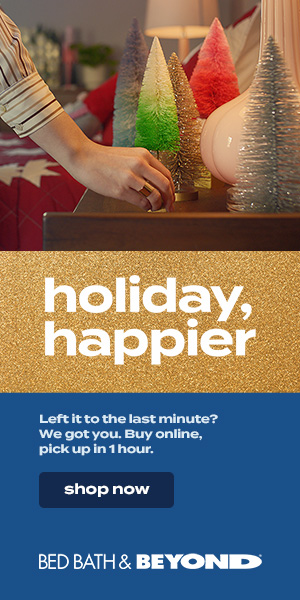 holiday,
happier
Left it to the last minute?
We got you. Buy online,
pick up in 1 hour.
shop now
BED BATH & BEYOND